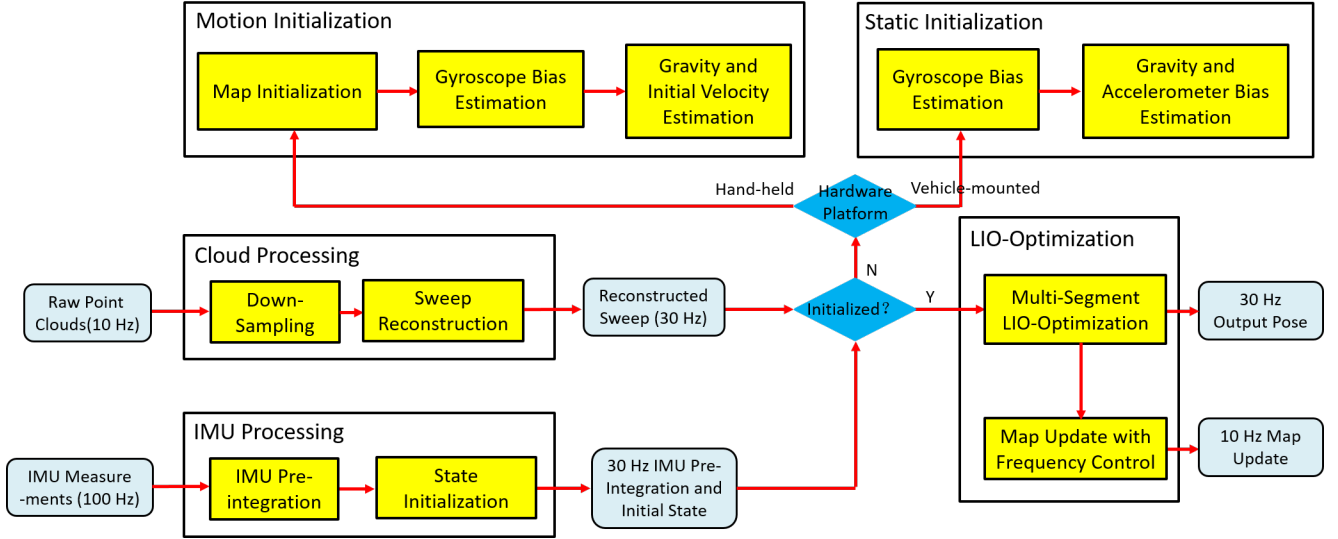 Motion Initialization
Map Initialization
Gyroscope Bias
Estimation
Gravity and
Initial Velocity
Estimation
Static Initialization
Gyroscope Bias
Estimation
Gravity and
Accelerometer Bias
Estimation
Hand-held
Hardware
Platform
Vehicle-mounted
Cloud Processing
Raw Point
Clouds(10 Hz)
Down-
Sampling
Sweep
Reconstruction
Reconstructed
Sweep (30 Hz)
N
Initialized?
Y
LIO-Optimization
Multi-Segment
LIO-Optimization
30 Hz
Output Pose
Map Update with
Frequency Control
10 Hz Map
Update
IMU Processing
IMU Measure
-ments (100 Hz)
IMU Pre-
integration
State
Initialization
30 Hz IMU Pre-
Integration and
Initial State